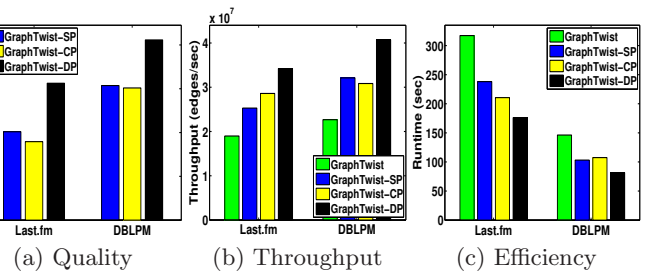 GraphTwist-SP
GraphTwist-CP
GraphTwist-DP
Last.fm
DBLPM
(a) Quality
x 10^7
Throughput (edges/sec)
4
3
2
1
0
GraphTwist
GraphTwist-SP
GraphTwist-CP
GraphTwist-DP
Last.fm
DBLPM
(b) Throughput
Runtime (sec)
300
250
200
150
100
50
0
GraphTwist
GraphTwist-SP
GraphTwist-CP
GraphTwist-DP
Last.fm
DBLPM
(c) Efficiency